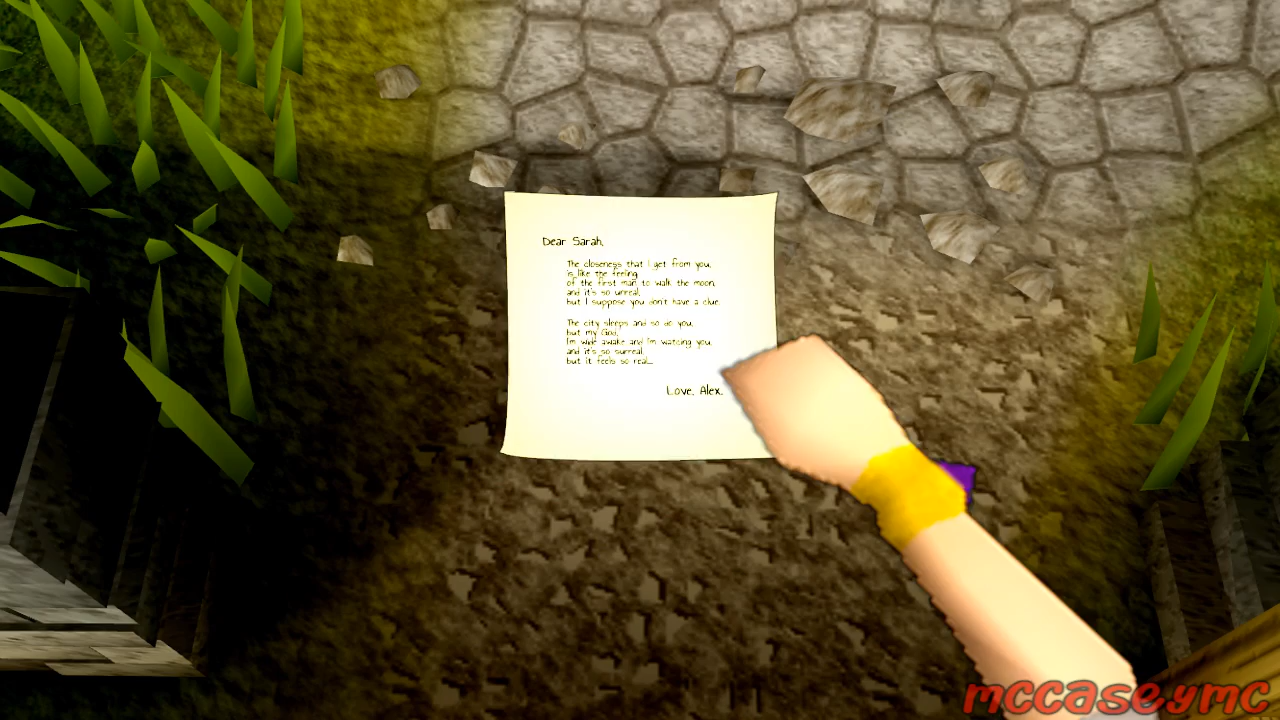 Dear Sarah,
The closeness that I get from you,
is like the feeling
of the first man to walk the moon,
and it's so unreal,
but I suppose you don't have a clue.
The city sleeps and so do you,
but my God,
I'm wide awake and I'm watcing you,
and it's so surreal,
but it feels so real...
Love, Alex.
mccaseymc